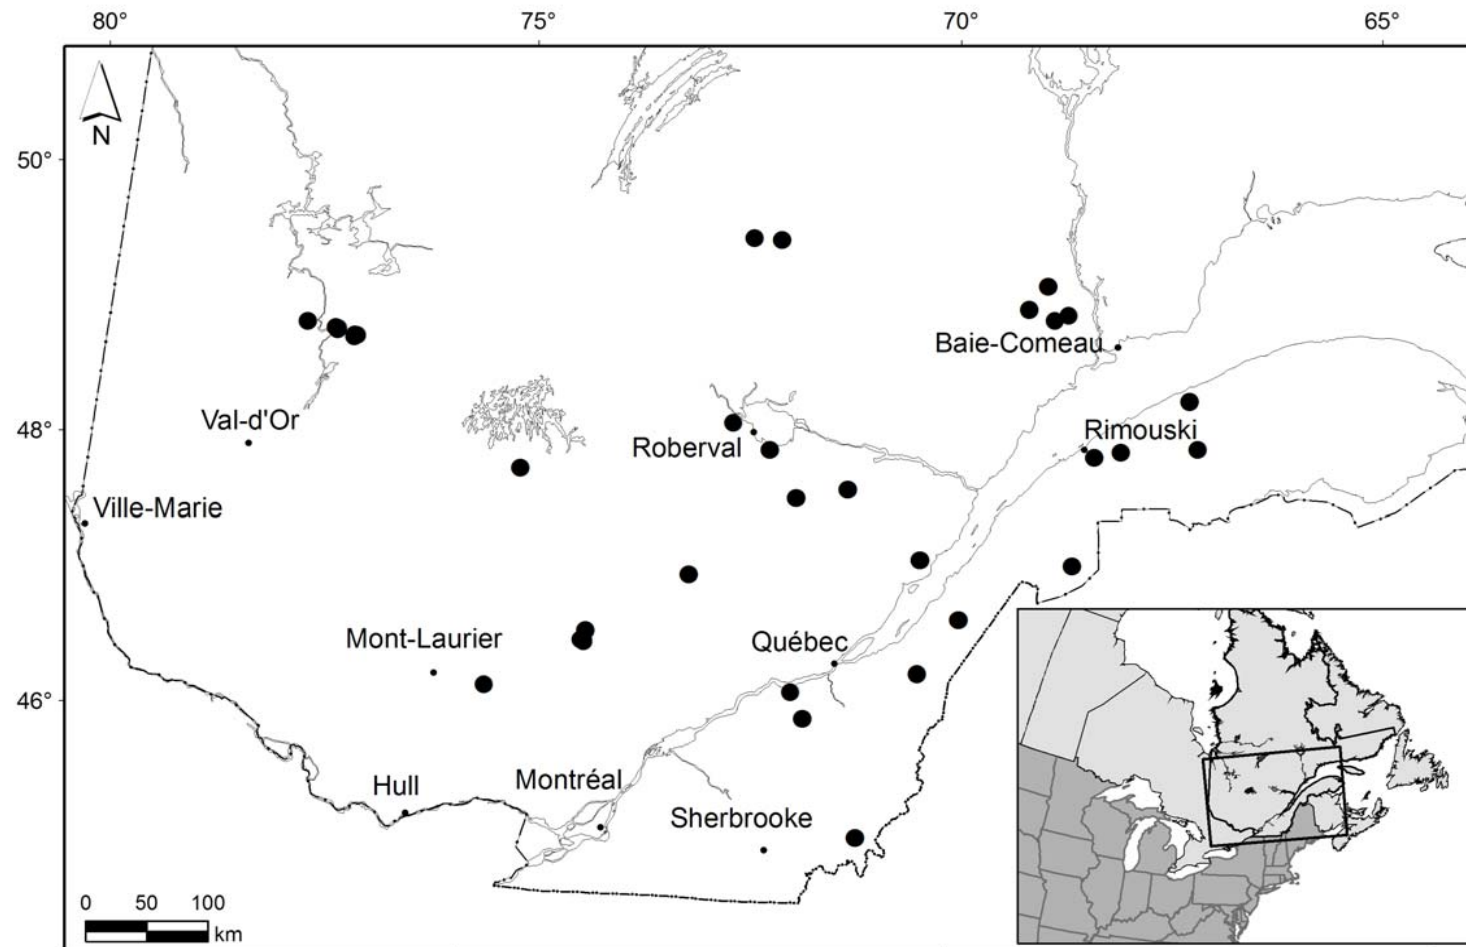 80°
75°
70°
65°
N
50°
Baie-Comeau
Val-d'Or
48°
Roberval
Rimouski
Ville-Marie
Mont-Laurier
Québec
46°
Hull
Montréal
Sherbrooke
0 50 100
km